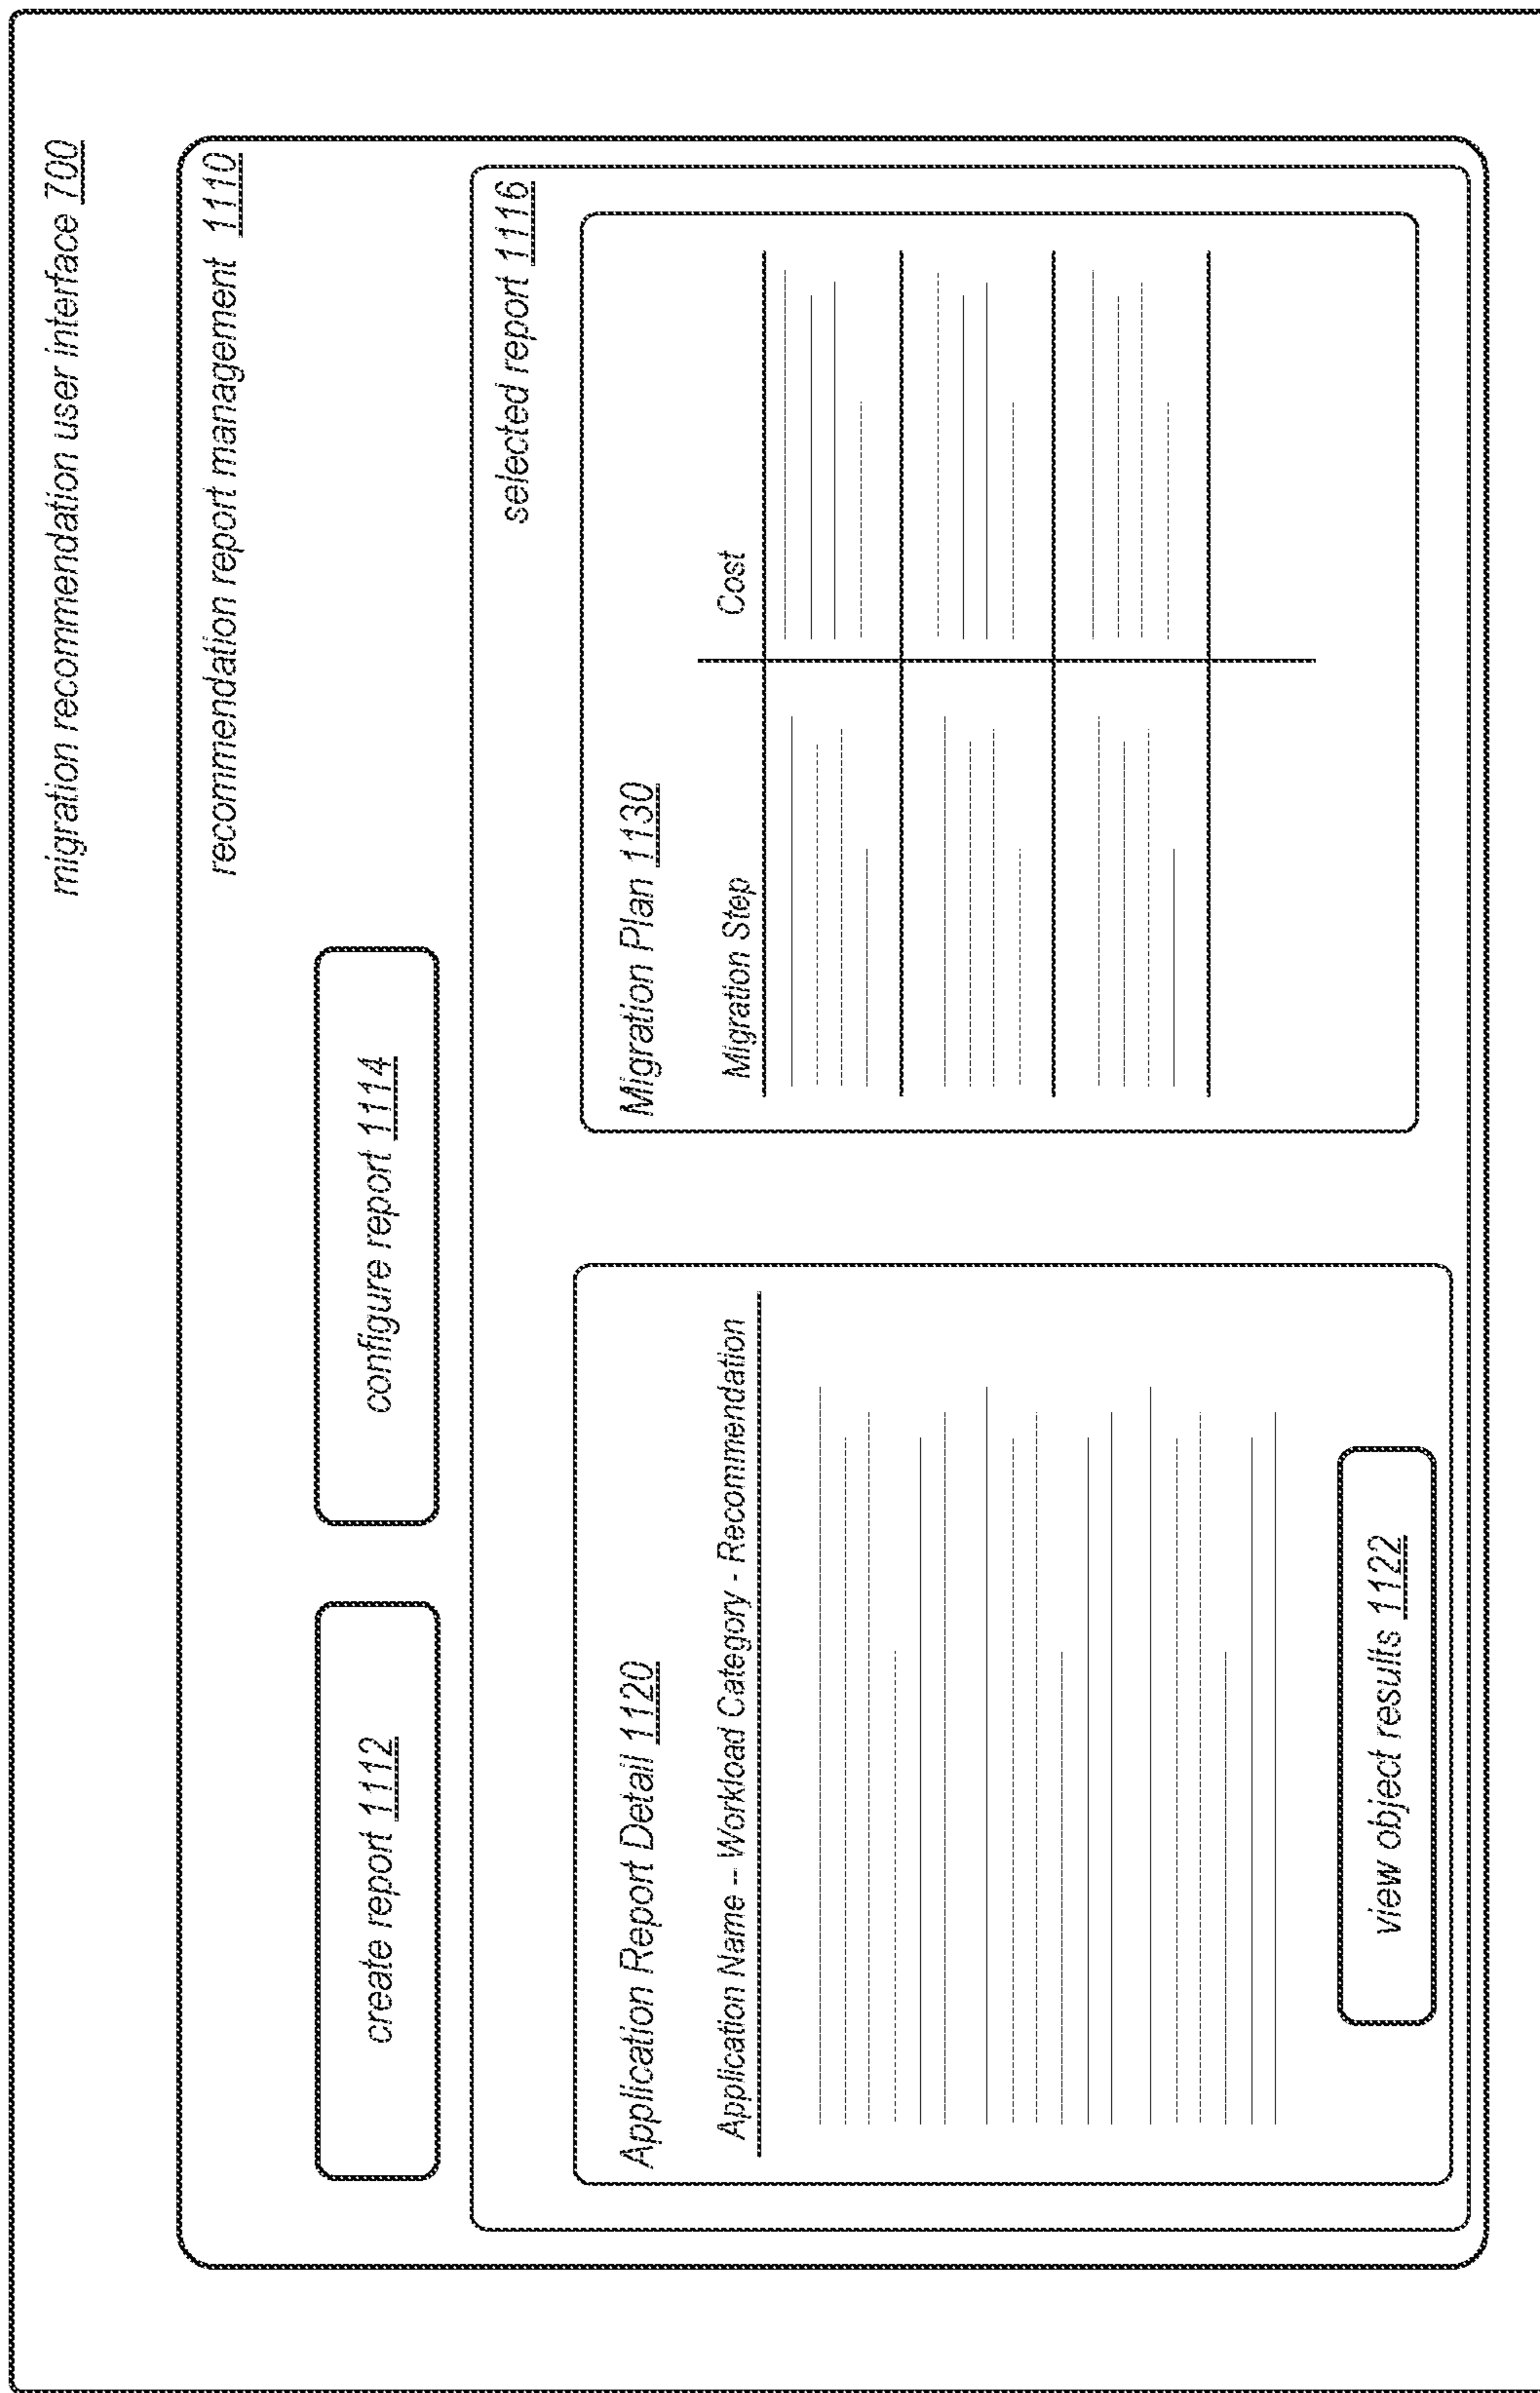 migration recommendation user interface 700
recommendation report management 1110
create report 1112
configure report 1114
selected report 1116
Application Report Detail 1120
Application Name -- Workload Category - Recommendation
view object results 1122
Migration Plan 1130
Migration Step
Cost